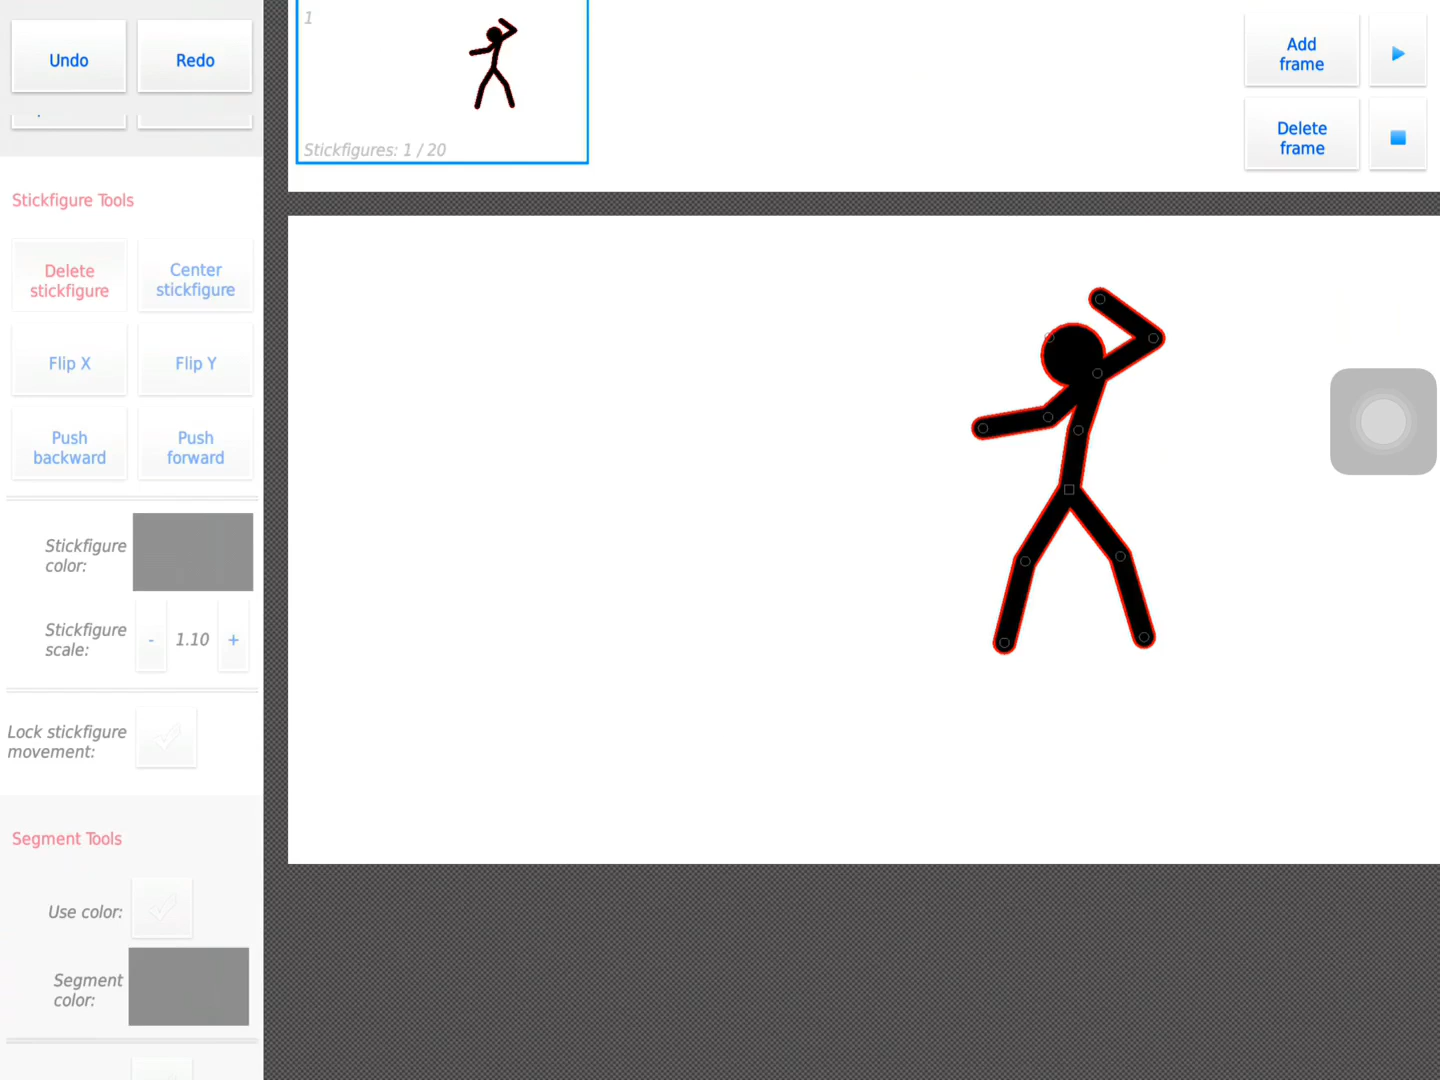 Undo
Redo
1
Stickfigures: 1 / 20
Add
frame
Delete
frame
Stickfigure Tools
Delete
stickfigure
Center
stickfigure
Flip X
Flip Y
Push
backward
Push
forward
Stickfigure
color:
Stickfigure
scale:
- 1.10 +
Lock stickfigure
movement:
Segment Tools
Use color:
Segment
color: